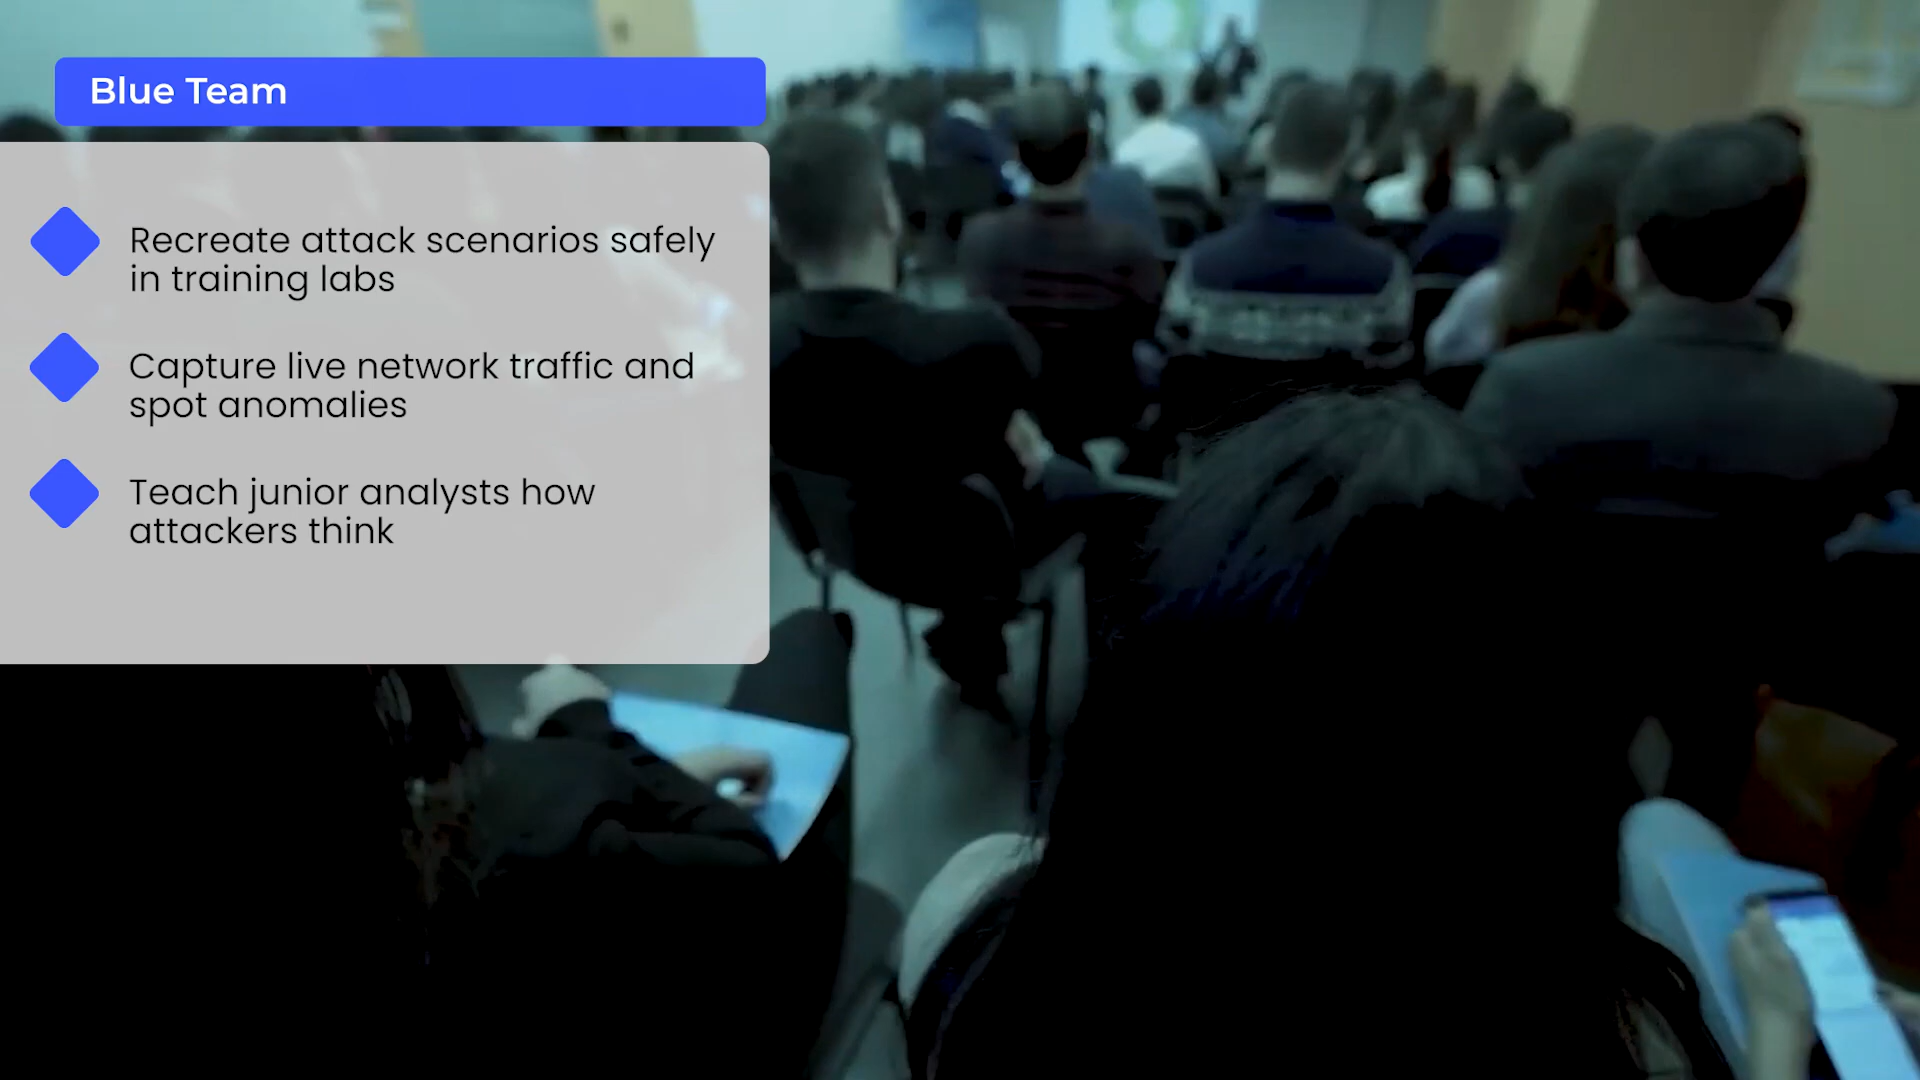 Blue Team
Recreate attack scenarios safely
in training labs
Capture live network traffic and
spot anomalies
Teach junior analysts how
attackers think